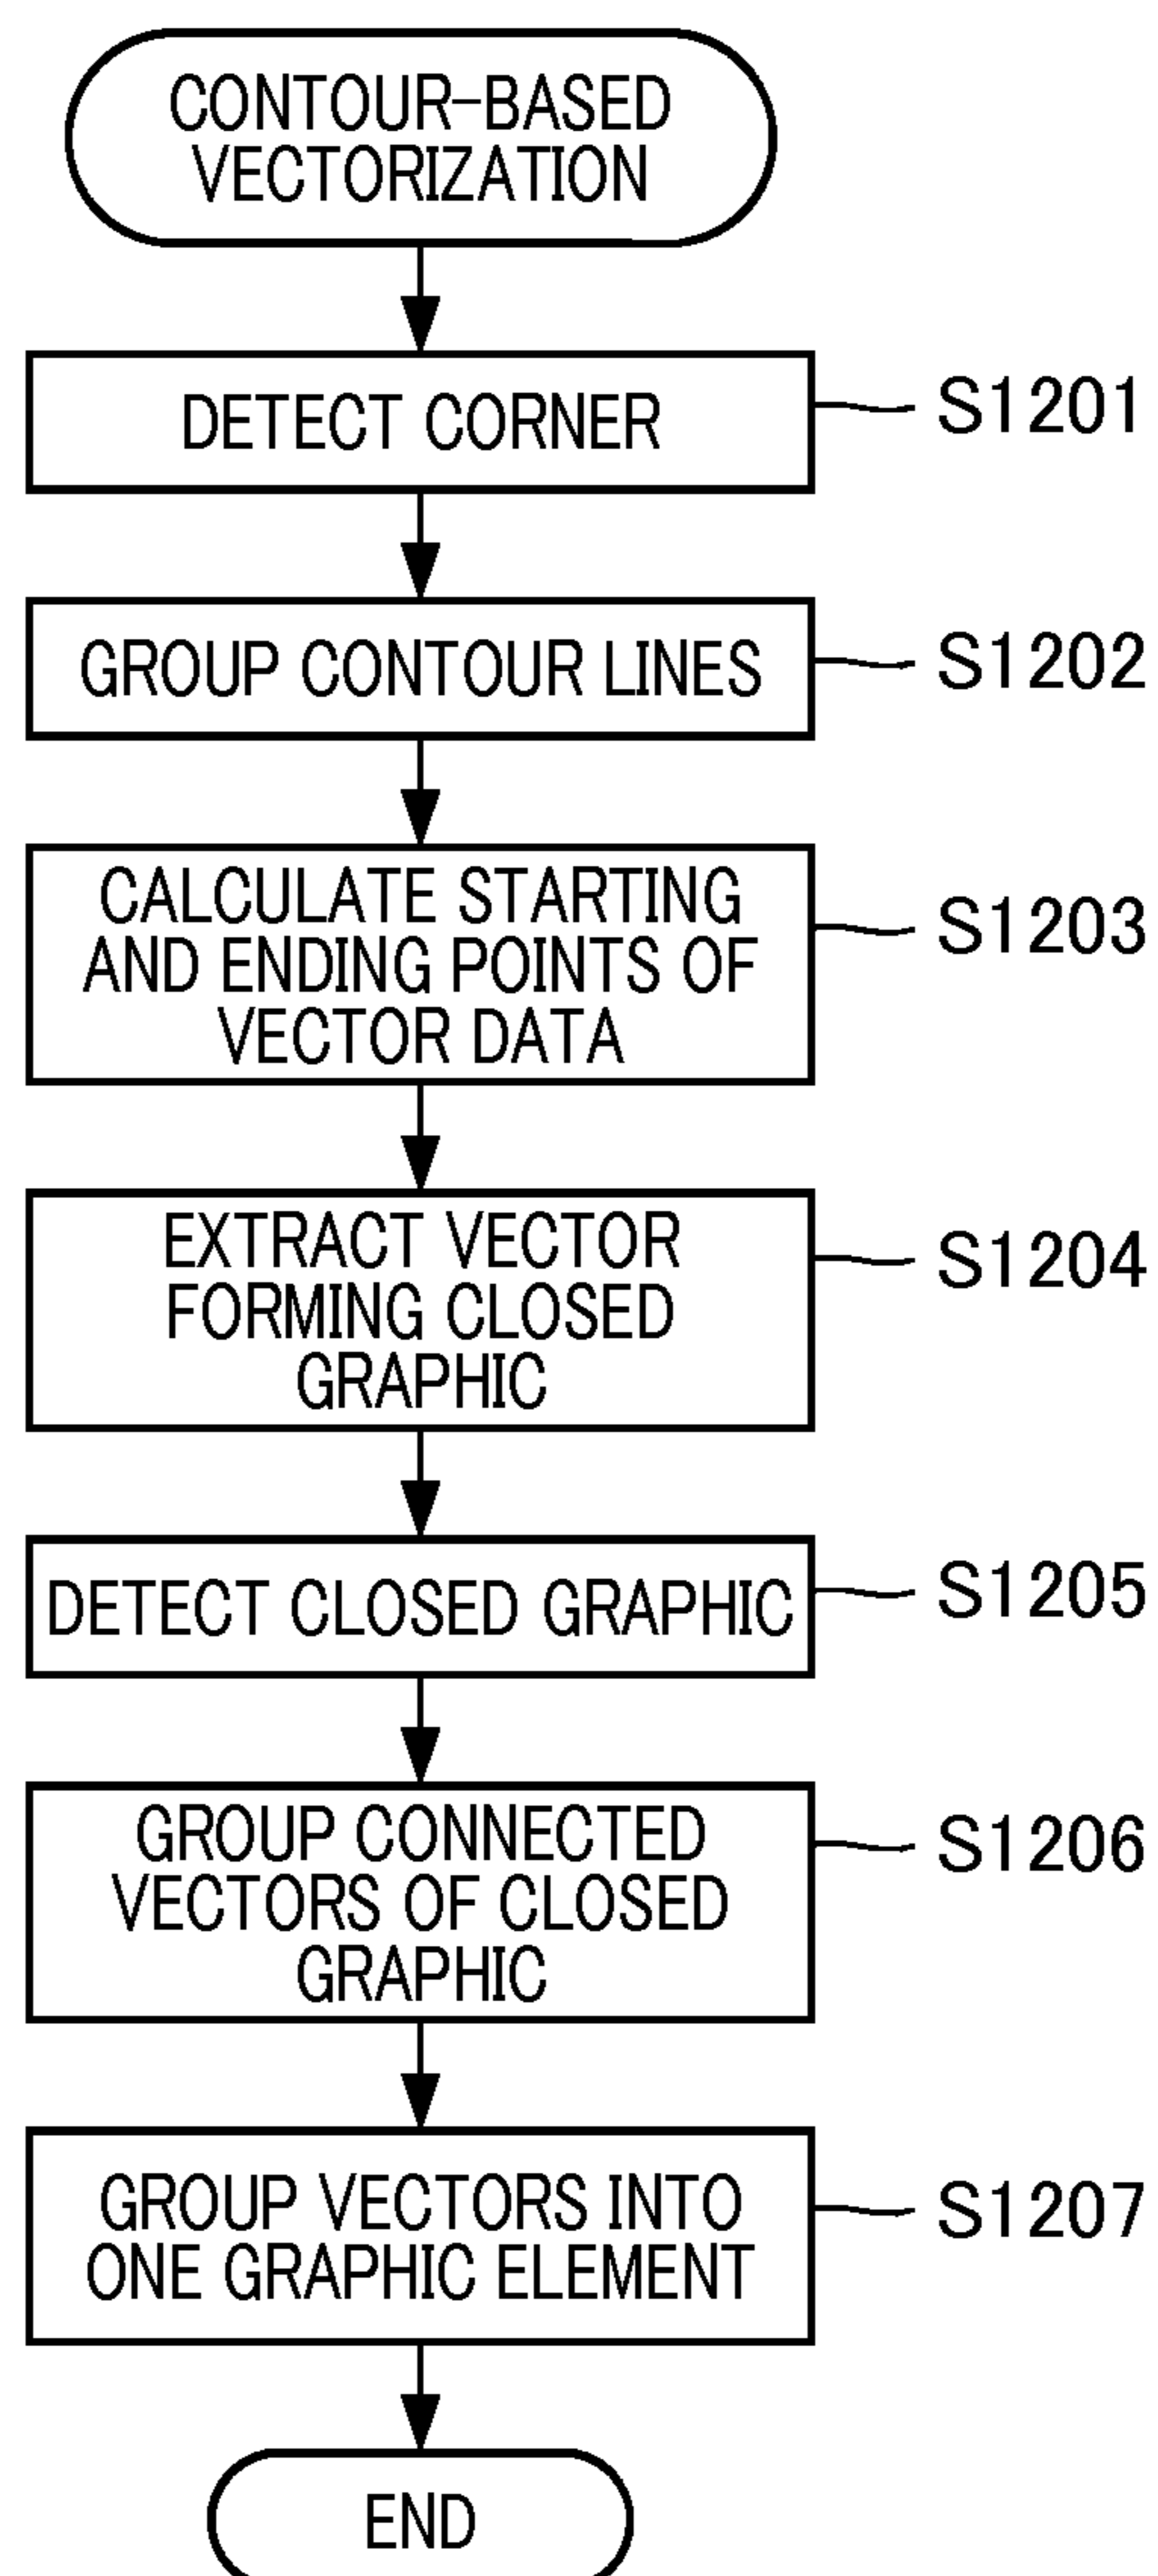 CONTOUR-BASED
VECTORIZATION
DETECT CORNER
S1201
GROUP CONTOUR LINES
S1202
CALCULATE STARTING
AND ENDING POINTS OF
VECTOR DATA
S1203
EXTRACT VECTOR
FORMING CLOSED
GRAPHIC
S1204
DETECT CLOSED GRAPHIC
S1205
GROUP CONNECTED
VECTORS OF CLOSED
GRAPHIC
S1206
GROUP VECTORS INTO
ONE GRAPHIC ELEMENT
S1207
END